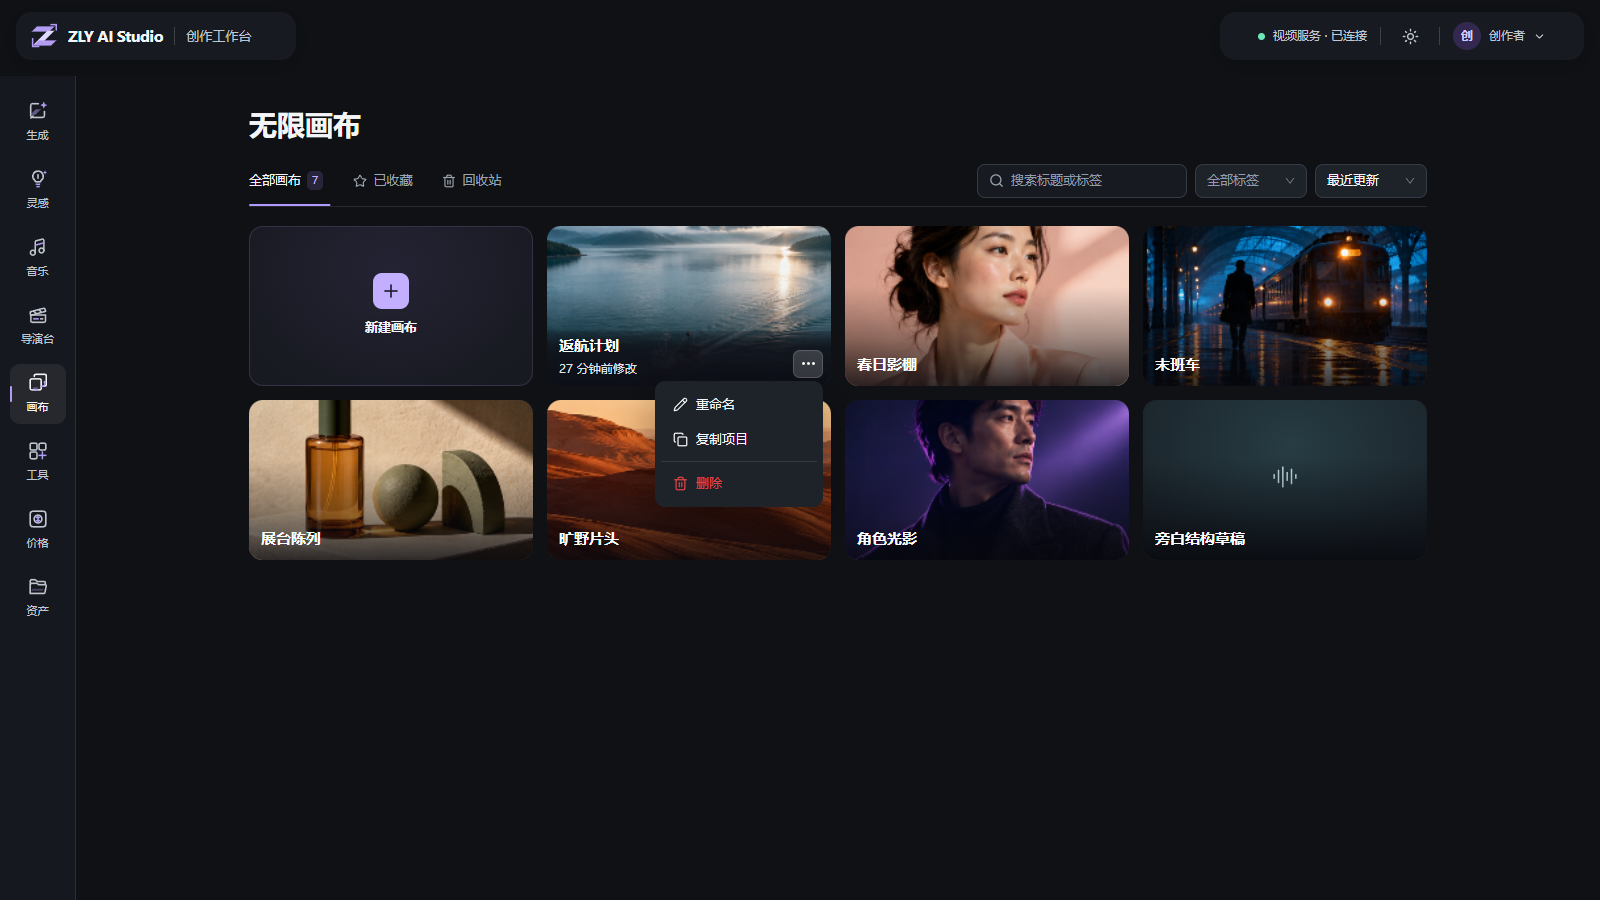 ZLY AI Studio
创作工作台
视频服务 · 已连接
创
创作者
生成
灵感
音乐
导演台
画布
工具
价格
资产
无限画布
全部画布 7
已收藏
回收站
搜索标题或标签
全部标签
最近更新
新建画布
返航计划
27 分钟前修改
春日影棚
末班车
重命名
复制项目
删除
展台陈列
旷野片头
角色光影
旁白结构草稿